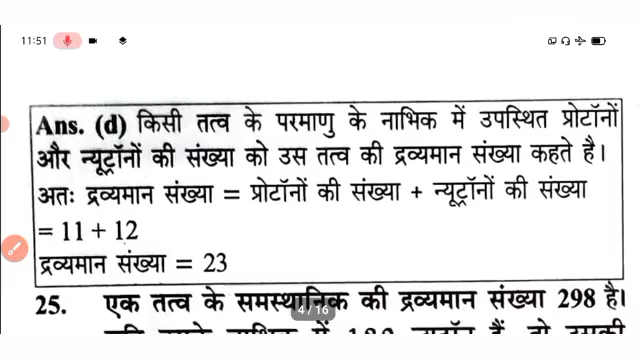 11:51
Ans. (d) किसी तत्व के परमाणु के नाभिक में उपस्थित प्रोटॉनों
और न्यूट्रॉनों की संख्या को उस तत्व की द्रव्यमान संख्या कहते है।
अतः द्रव्यमान संख्या = प्रोटॉनों की संख्या + न्यूट्रॉनों की संख्या
= 11 + 12
द्रव्यमान संख्या = 23
25. एक तत्व के समस्थानिक की द्रव्यमान संख्या 298 है।
4 / 16